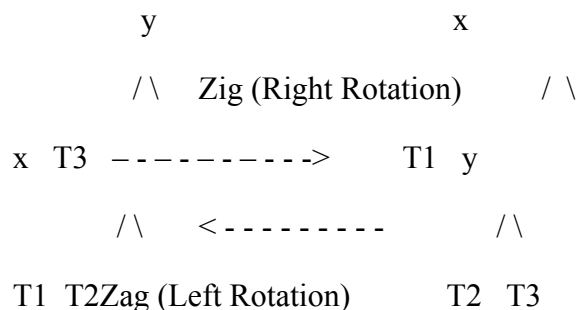 y x
/ \ Zig (Right Rotation) / \
x T3 – - – - – - – - - -> T1 y
/ \ < - - - - - - - - - / \
T1 T2Zag (Left Rotation) T2 T3